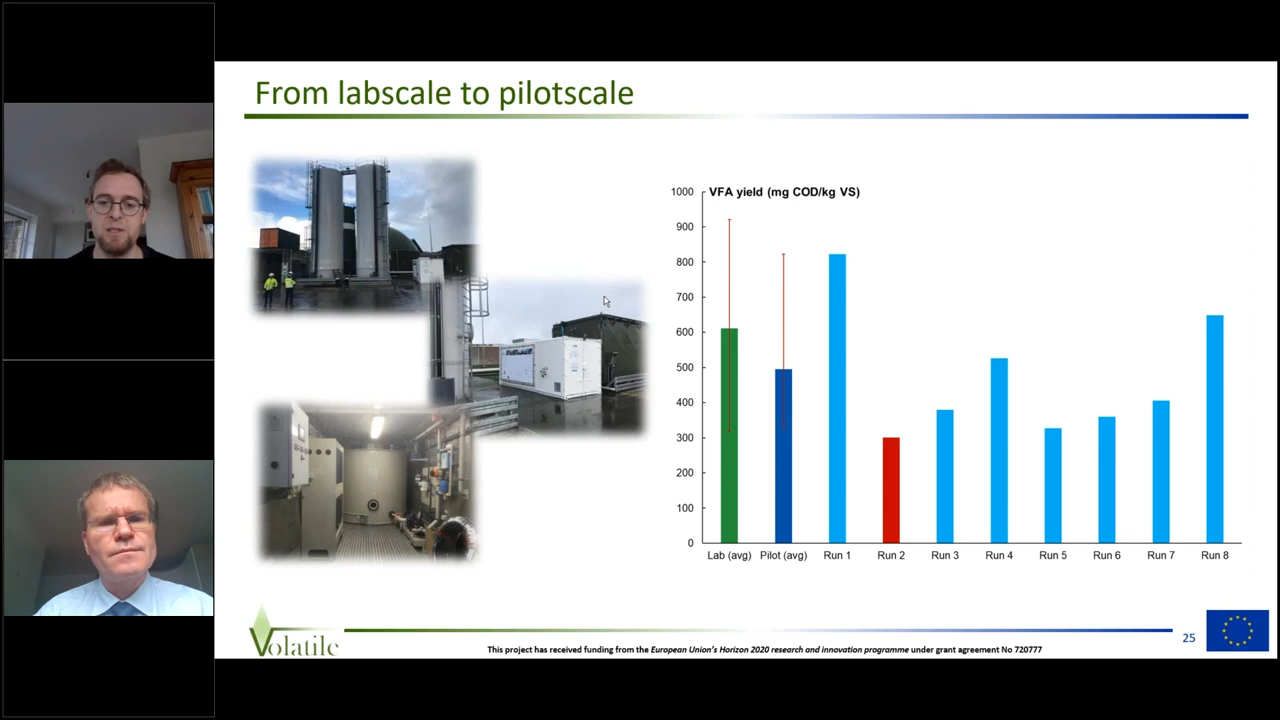 From labscale to pilotscale
VFA yield (mg COD/kg VS)
1000
900
800
700
600
500
400
300
200
100
0
Lab (avg) Pilot (avg) Run 1 Run 2 Run 3 Run 4 Run 5 Run 6 Run 7 Run 8
Volatile
This project has received funding from the European Union's Horizon 2020 research and innovation programme under grant agreement No 720777
25